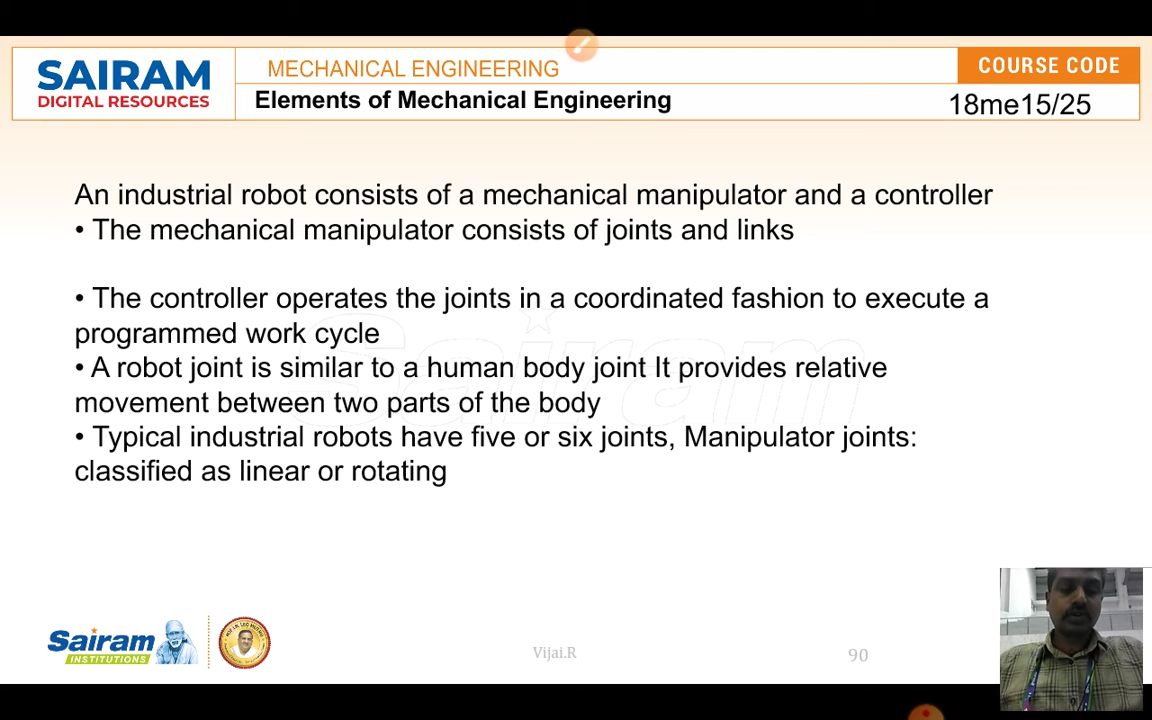 SAIRAM
DIGITAL RESOURCES
MECHANICAL ENGINEERING
COURSE CODE
Elements of Mechanical Engineering
18me15/25
An industrial robot consists of a mechanical manipulator and a controller
• The mechanical manipulator consists of joints and links
• The controller operates the joints in a coordinated fashion to execute a
programmed work cycle
• A robot joint is similar to a human body joint It provides relative
movement between two parts of the body
• Typical industrial robots have five or six joints, Manipulator joints:
classified as linear or rotating
Sairam
Sairam
INSTITUTIONS
Vijai.R
90